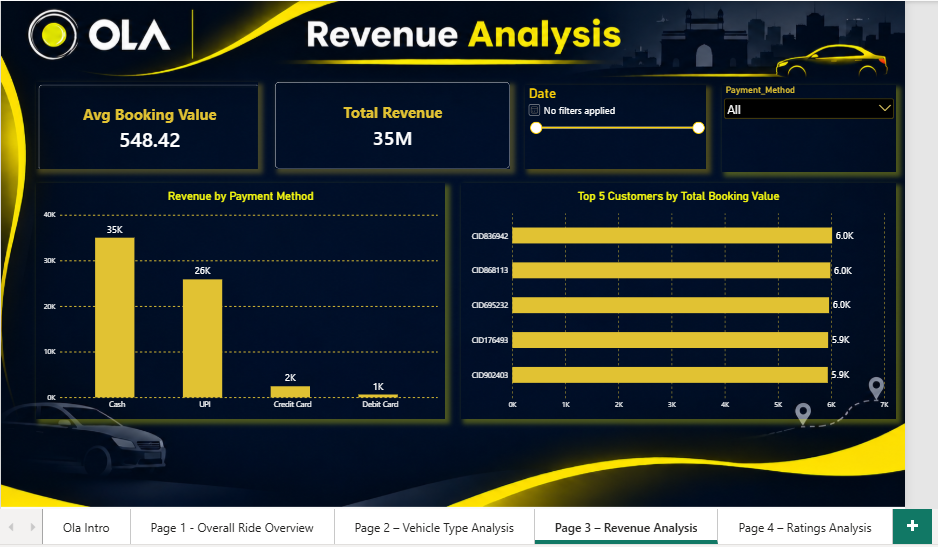 OLA
Revenue Analysis
Avg Booking Value
548.42
Total Revenue
35M
Date
No filters applied
Payment_Method
All
Revenue by Payment Method
40K
30K
20K
10K
0K
35K
26K
2K
1K
Cash
UPI
Credit Card
Debit Card
Top 5 Customers by Total Booking Value
CID836942
6.0K
CID868113
6.0K
CID695232
6.0K
CID176493
5.9K
CID902403
5.9K
0K
1K
2K
3K
4K
5K
6K
7K
Ola Intro
Page 1 - Overall Ride Overview
Page 2 – Vehicle Type Analysis
Page 3 – Revenue Analysis
Page 4 – Ratings Analysis
+